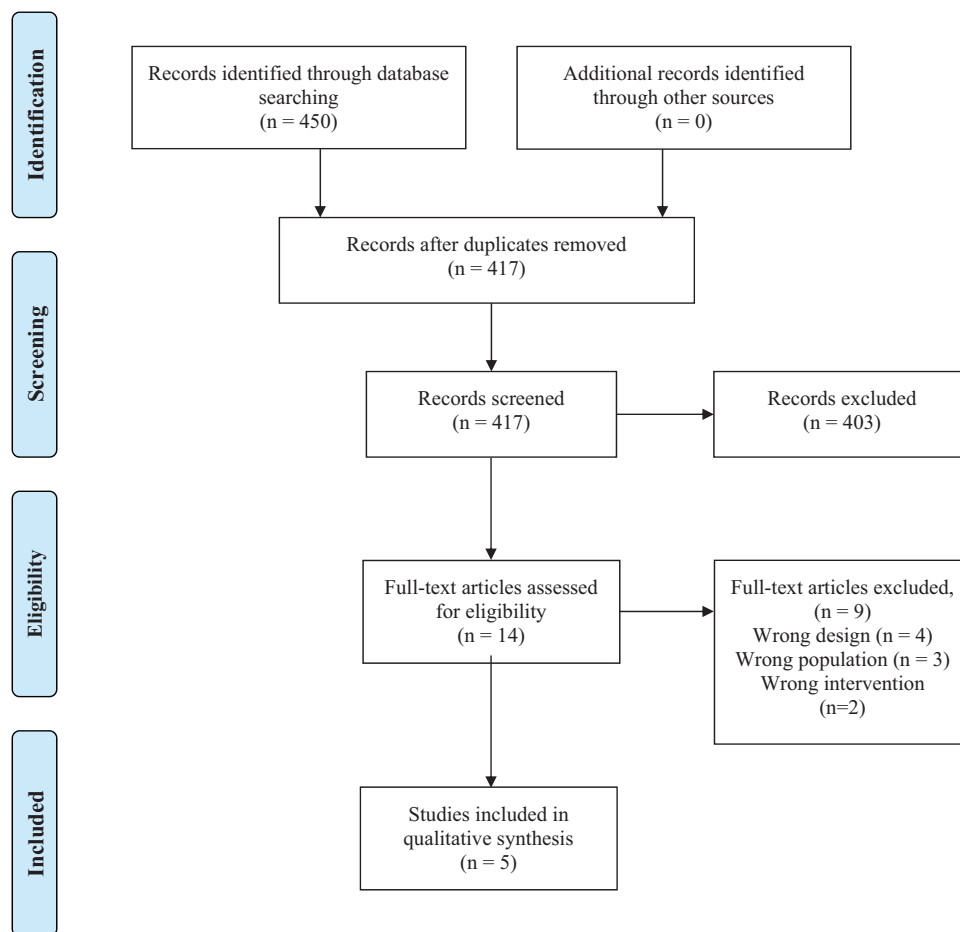 Identification
Records identified through database
searching
(n = 450)
Additional records identified
through other sources
(n = 0)
Records after duplicates removed
(n = 417)
Screening
Records screened
(n = 417)
Records excluded
(n = 403)
Eligibility
Full-text articles assessed
for eligibility
(n = 14)
Full-text articles excluded,
(n = 9)
Wrong design (n = 4)
Wrong population (n = 3)
Wrong intervention
(n=2)
Included
Studies included in
qualitative synthesis
(n = 5)